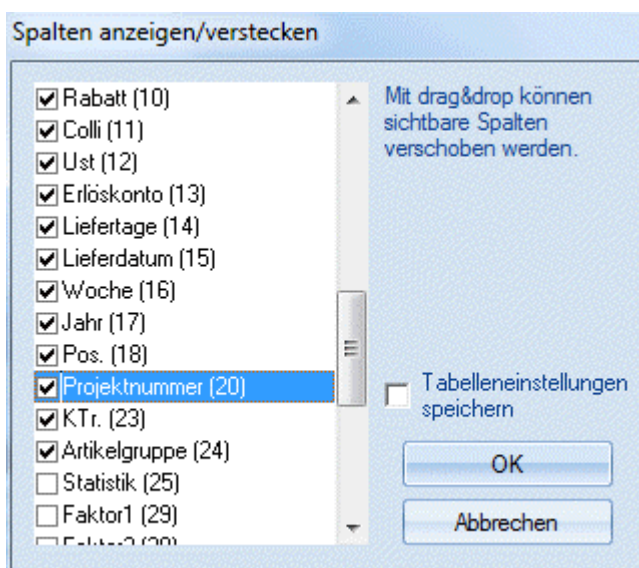 Spalten anzeigen/verstecken
Rabatt (10)
Colli (11)
Ust (12)
Erlöskonto (13)
Liefertage (14)
Lieferdatum (15)
Woche (16)
Jahr (17)
Pos. (18)
Projektnummer (20)
KTr. (23)
Artikelgruppe (24)
Statistik (25)
Faktor1 (29)
Mit drag&drop können
sichtbare Spalten
verschoben werden.
Tabelleneinstellungen
speichern
OK
Abbrechen